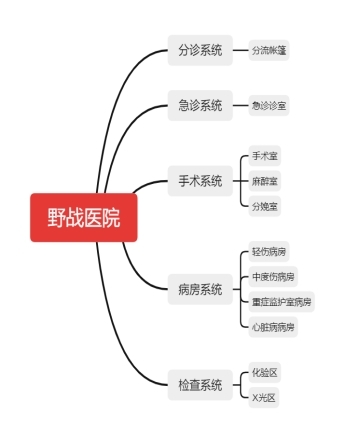 野战医院
分诊系统
分流帐篷
急诊系统
急诊诊室
手术系统
手术室
麻醉室
分娩室
病房系统
轻伤病房
中度伤病房
重症监护室病房
心脏病病房
检查系统
化验区
X光区